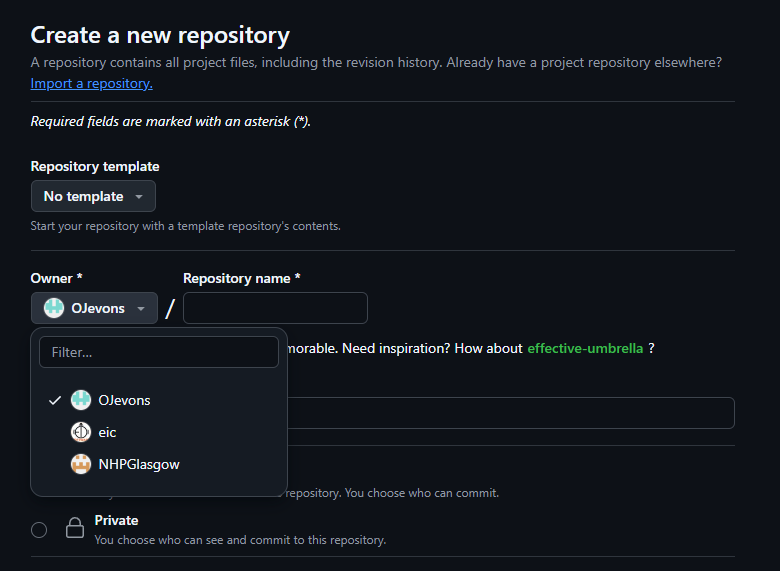 Create a new repository
A repository contains all project files, including the revision history. Already have a project repository elsewhere?
Import a repository.
Required fields are marked with an asterisk (*).
Repository template
No template
Start your repository with a template repository's contents.
Owner *
Repository name *
OJevons
/
Filter...
morable. Need inspiration? How about effective-umbrella ?
OJevons
eic
NHPGlasgow
repository. You choose who can commit.
Private
You choose who can see and commit to this repository.